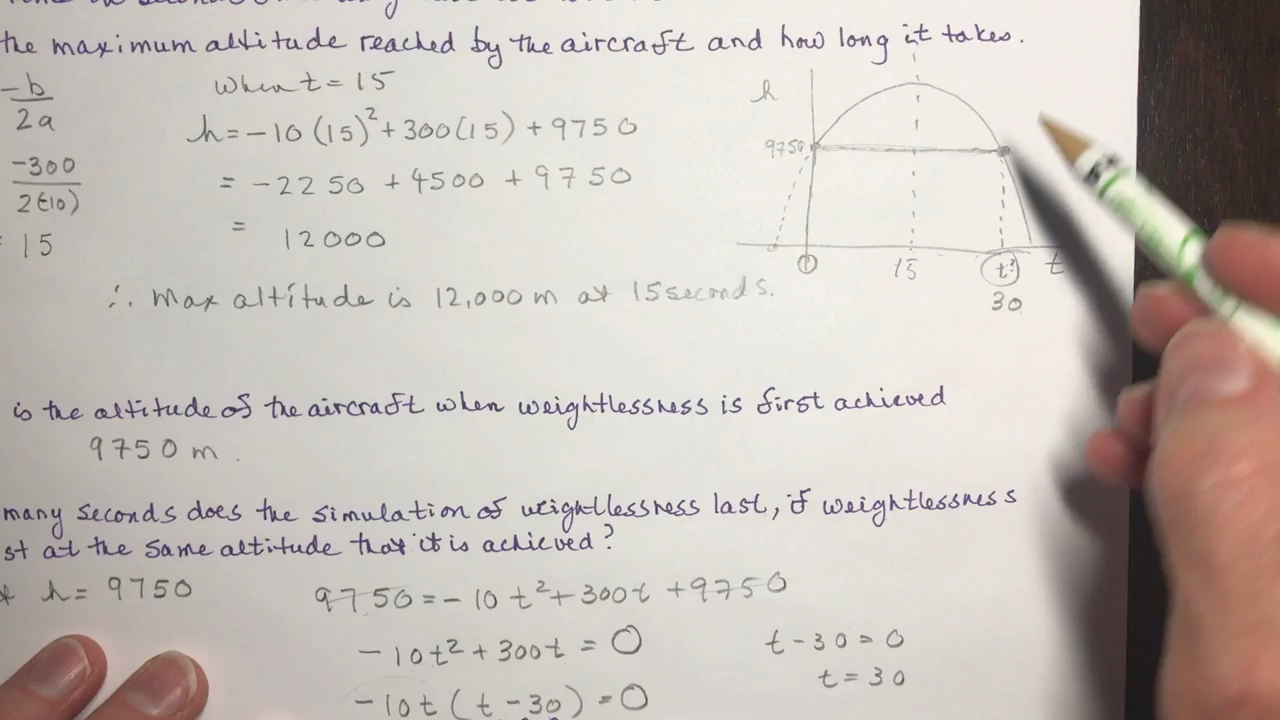 the maximum altitude reached by the aircraft and how long it takes.
-b
2a
-300
2(-10)
= 15
when t = 15
h = -10 (15)² + 300 (15) + 9750
= -2250 + 4500 + 9750
= 12000
∴ Max altitude is 12,000 m at 15 seconds.
h
9750
0
15
t?
t
30
is the altitude of the aircraft when weightlessness is first achieved
9750 m.
many seconds does the simulation of weightlessness last, if weightlessness
st at the same altitude that it is achieved?
h = 9750
9750 = -10t² + 300t + 9750
-10t² + 300t = 0
-10t (t - 30) = 0
t - 30 = 0
t = 30